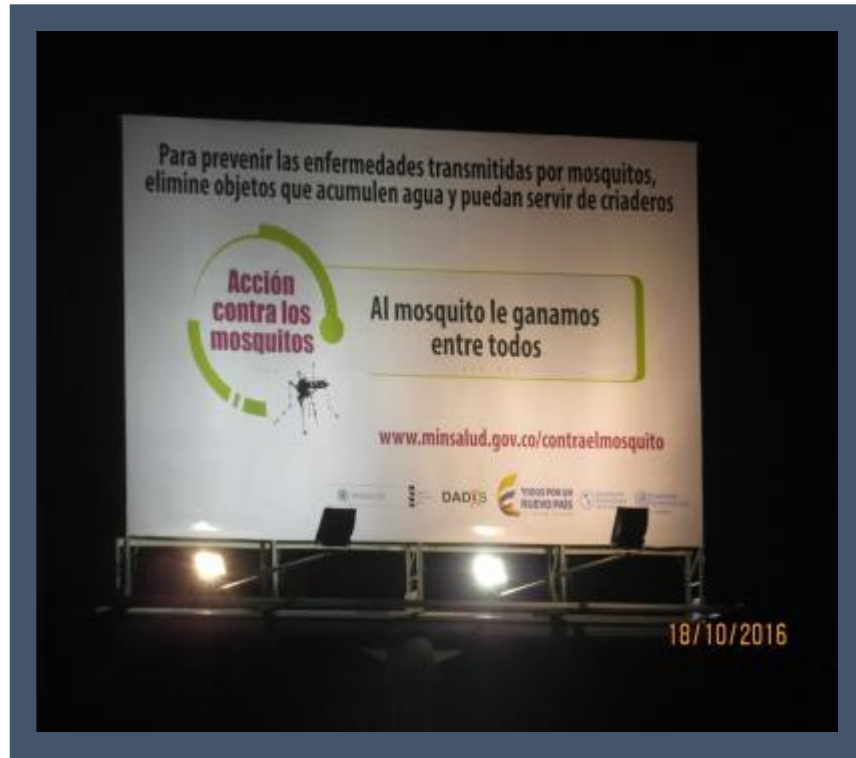 Para prevenir las enfermedades transmitidas por mosquitos,
elimine objetos que acumulen agua y puedan servir de criaderos
Acción
contra los
mosquitos
Al mosquito le ganamos
entre todos
www.minsalud.gov.co/contraelmosquito
DADIS
TODOS POR UN
NUEVO PAÍS
18/10/2016